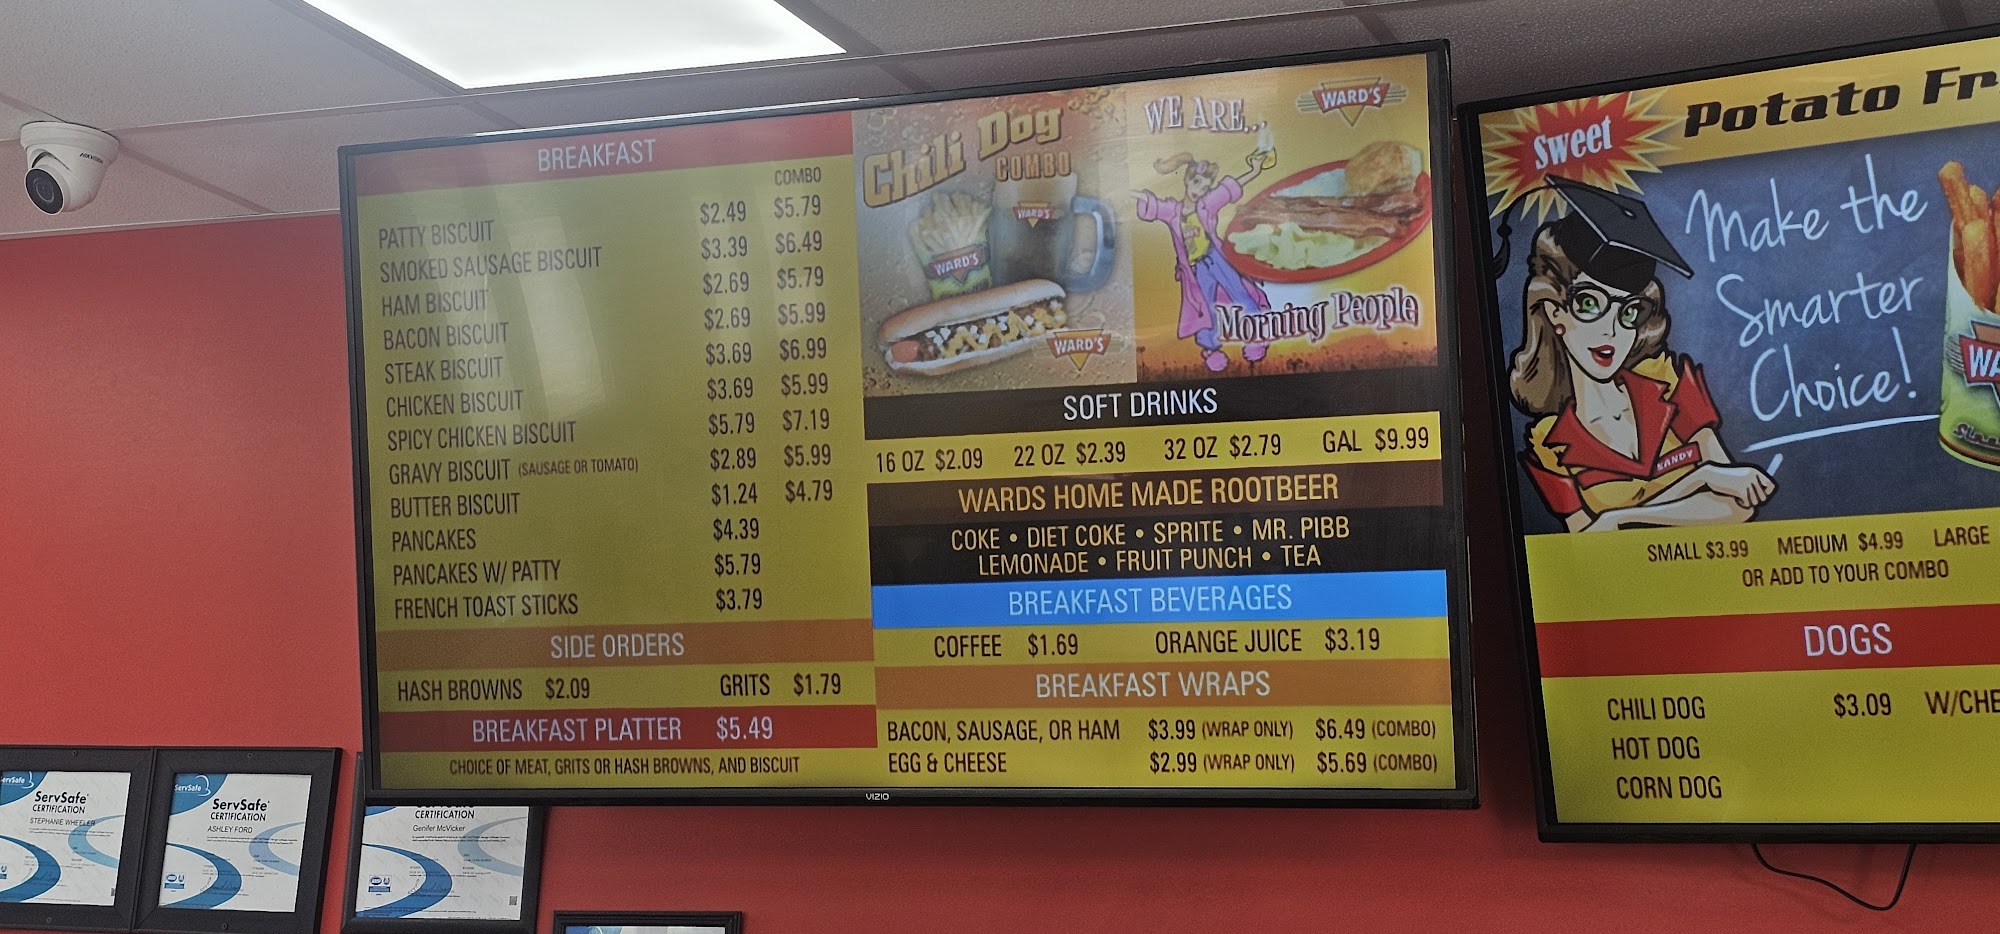 BREAKFAST
COMBO
PATTY BISCUIT $2.49 $5.79
SMOKED SAUSAGE BISCUIT $3.39 $6.49
HAM BISCUIT $2.69 $5.79
BACON BISCUIT $2.69 $5.99
STEAK BISCUIT $3.69 $6.99
CHICKEN BISCUIT $3.69 $5.99
SPICY CHICKEN BISCUIT $5.79 $7.19
GRAVY BISCUIT (SAUSAGE OR TOMATO) $2.89 $5.99
BUTTER BISCUIT $1.24 $4.79
PANCAKES $4.39
PANCAKES W/ PATTY $5.79
FRENCH TOAST STICKS $3.79
SIDE ORDERS
HASH BROWNS $2.09 GRITS $1.79
BREAKFAST PLATTER $5.49
CHOICE OF MEAT, GRITS OR HASH BROWNS, AND BISCUIT
Chili Dog
COMBO
WARD'S
WARD'S
WARD'S
WE ARE...
WARD'S
Morning People
SOFT DRINKS
16 OZ $2.09 22 OZ $2.39 32 OZ $2.79 GAL $9.99
WARDS HOME MADE ROOTBEER
COKE • DIET COKE • SPRITE • MR. PIBB
LEMONADE • FRUIT PUNCH • TEA
BREAKFAST BEVERAGES
COFFEE $1.69 ORANGE JUICE $3.19
BREAKFAST WRAPS
BACON, SAUSAGE, OR HAM $3.99 (WRAP ONLY) $6.49 (COMBO)
EGG & CHEESE $2.99 (WRAP ONLY) $5.69 (COMBO)
VIZIO
Sweet
Potato Fr
Make the
Smarter
Choice!
WA
SANDY
SMALL $3.99 MEDIUM $4.99 LARGE
OR ADD TO YOUR COMBO
DOGS
CHILI DOG $3.09 W/CHE
HOT DOG
CORN DOG
HIKVISION
ServSafe
ServSafe
CERTIFICATION
STEPHANIE WHEELER
ServSafe
ServSafe
CERTIFICATION
ASHLEY FORD
ServSafe
CERTIFICATION
Genifer McVicker